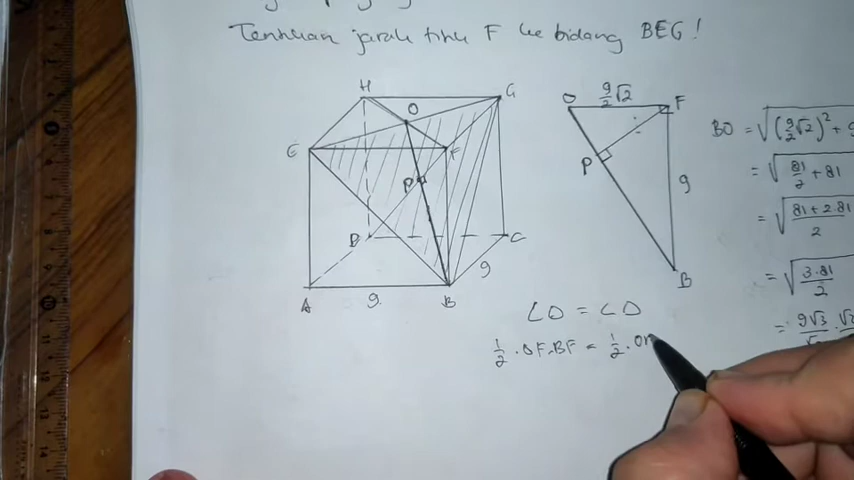 Tentukan jarak titik F ke bidang BEG!
H
G
O
E
F
P
D
C
A
B
9
9
O
9/2 √2
F
P
9
B
BO = √(9/2 √2)² + 9
= √81/2 + 81
= √81 + 2.81/2
= √3.81/2
= 9√3
L∆ = L∆
1/2 . OF.BF = 1/2 .